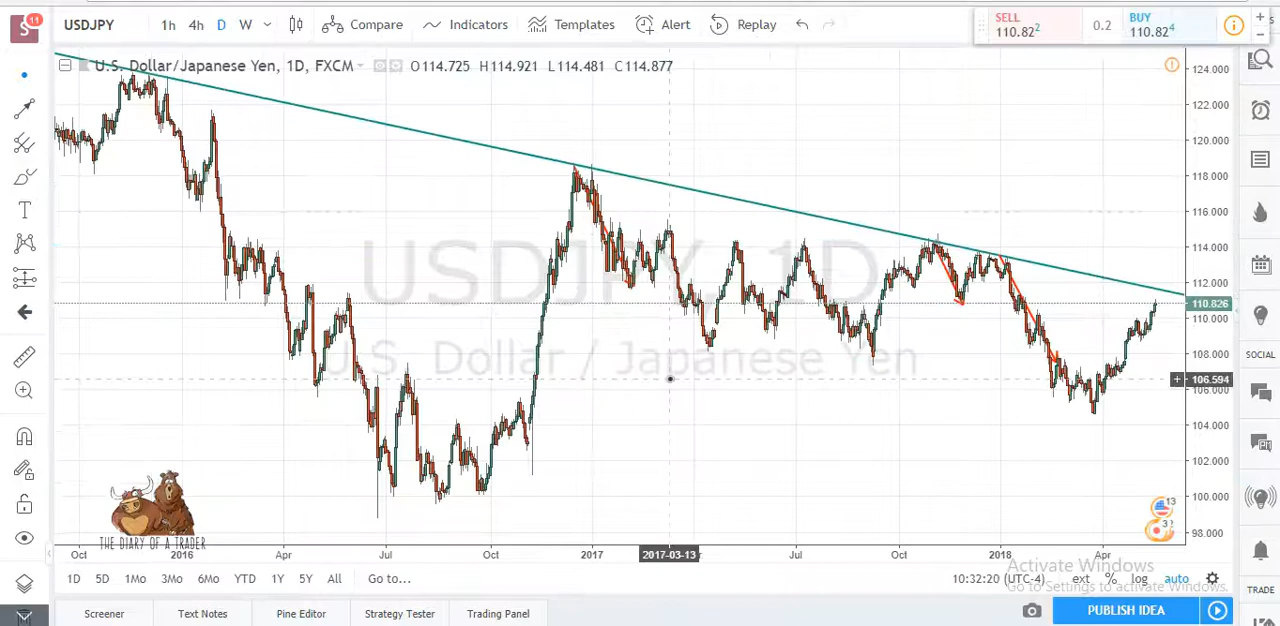 S 11 USDJPY 1h 4h D W Compare Indicators Templates Alert Replay SELL 110.82² 0.2 BUY 110.82⁴
U.S. Dollar/Japanese Yen, 1D, FXCM O114.725 H114.921 L114.481 C114.877
124.000
122.000
120.000
118.000
116.000
114.000
112.000
110.826
110.000
108.000
106.594
106.000
104.000
102.000
100.000
98.000
USDJPY, 1D
U.S. Dollar / Japanese Yen
THE DIARY OF A TRADER
13
3
Oct 2016 Apr Jul Oct 2017 2017-03-13 Jul Oct 2018 Apr
1D 5D 1Mo 3Mo 6Mo YTD 1Y 5Y All Go to... 10:32:20 (UTC-4) ext % log auto
Activate Windows
Go to Settings to activate Windows.
Screener Text Notes Pine Editor Strategy Tester Trading Panel PUBLISH IDEA
SOCIAL
TRADE